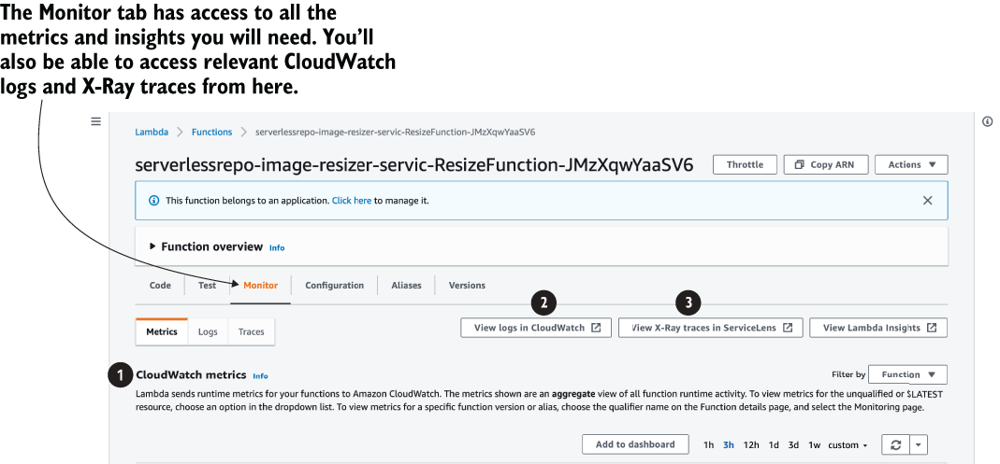 The Monitor tab has access to all the
metrics and insights you will need. You'll
also be able to access relevant CloudWatch
logs and X-Ray traces from here.
Lambda > Functions > serverlessrepo-image-resizer-servic-ResizeFunction-JMzXqwYaaSV6
serverlessrepo-image-resizer-servic-ResizeFunction-JMzXqwYaaSV6 Throttle Copy ARN Actions
This function belongs to an application. Click here to manage it.
Function overview Info
Code Test Monitor Configuration Aliases Versions
2 3
Metrics Logs Traces View logs in CloudWatch View X-Ray traces in ServiceLens View Lambda Insights
1 CloudWatch metrics Info Filter by Function
Lambda sends runtime metrics for your functions to Amazon CloudWatch. The metrics shown are an aggregate view of all function runtime activity. To view metrics for the unqualified or $LATEST
resource, choose an option in the dropdown list. To view metrics for a specific function version or alias, choose the qualifier name on the Function details page, and select the Monitoring page.
Add to dashboard 1h 3h 12h 1d 3d 1w custom